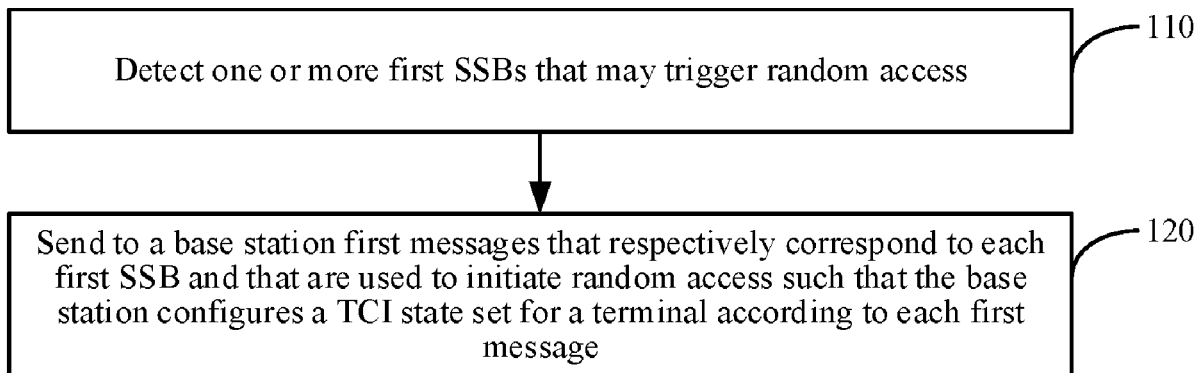 110
Detect one or more first SSBs that may trigger random access
120
Send to a base station first messages that respectively correspond to each
first SSB and that are used to initiate random access such that the base
station configures a TCI state set for a terminal according to each first
message